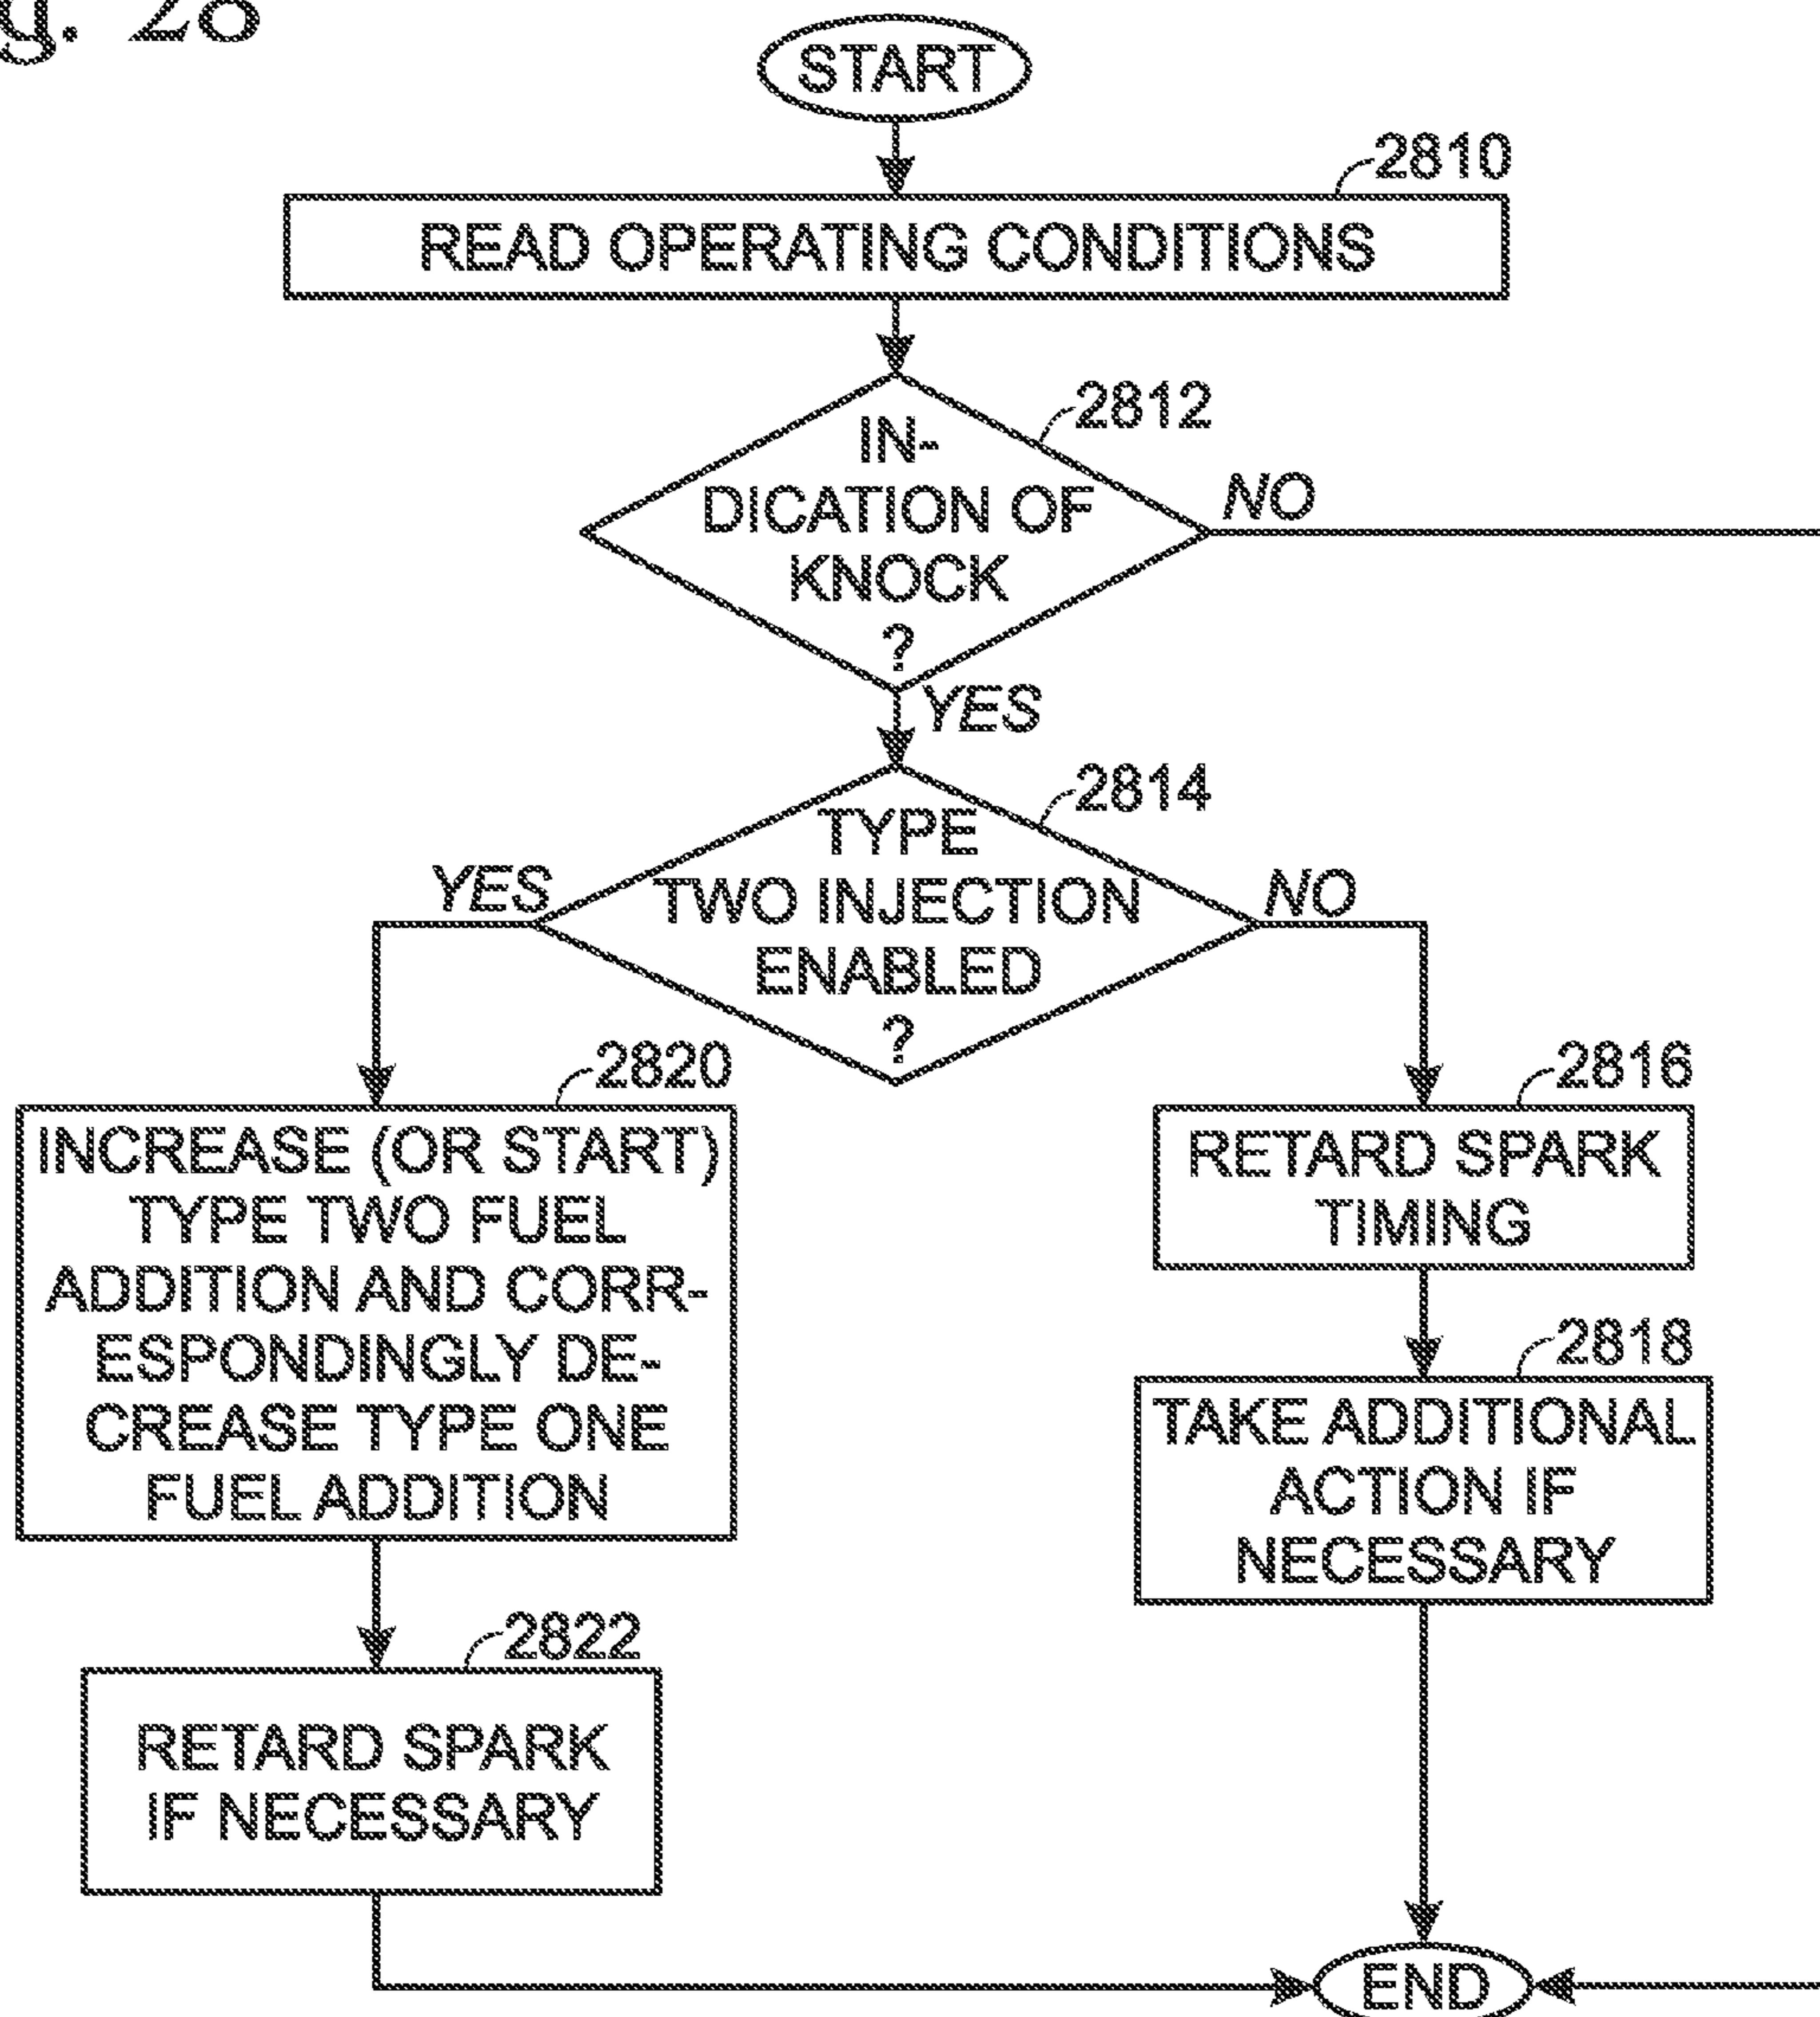 g. 28
START
2810
READ OPERATING CONDITIONS
2812
IN-
DICATION OF
KNOCK
?
NO
YES
2814
TYPE
TWO INJECTION
ENABLED
?
YES
NO
2820
INCREASE (OR START)
TYPE TWO FUEL
ADDITION AND CORR-
ESPONDINGLY DE-
CREASE TYPE ONE
FUEL ADDITION
2816
RETARD SPARK
TIMING
2818
TAKE ADDITIONAL
ACTION IF
NECESSARY
2822
RETARD SPARK
IF NECESSARY
END